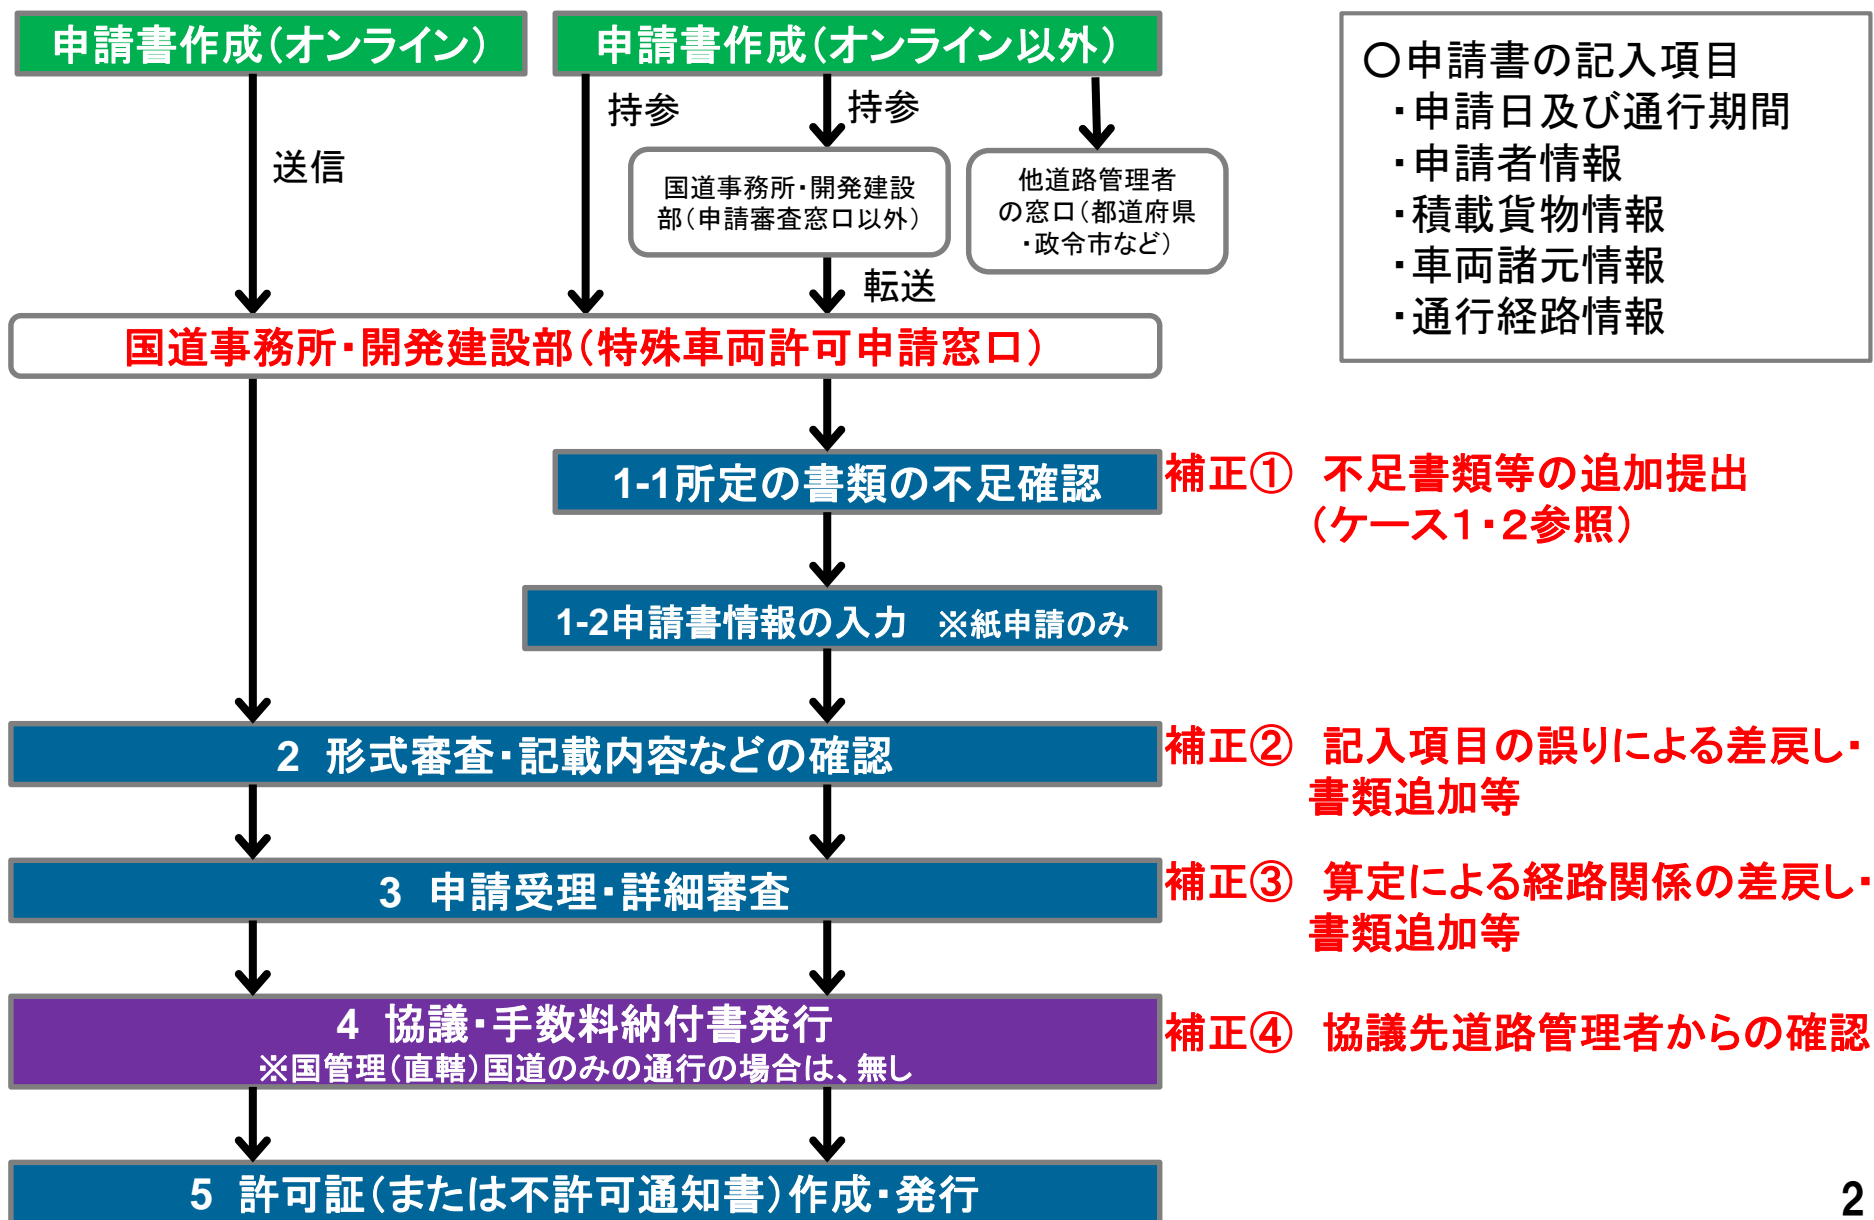 申請書作成(オンライン)
申請書作成(オンライン以外)
○申請書の記入項目
・申請日及び通行期間
・申請者情報
・積載貨物情報
・車両諸元情報
・通行経路情報
送信
持参
持参
国道事務所・開発建設
部(申請審査窓口以外)
他道路管理者
の窓口(都道府県
・政令市など)
転送
国道事務所・開発建設部(特殊車両許可申請窓口)
1-1所定の書類の不足確認
補正① 不足書類等の追加提出
(ケース1・2参照)
1-2申請書情報の入力 ※紙申請のみ
2 形式審査・記載内容などの確認
補正② 記入項目の誤りによる差戻し・
書類追加等
3 申請受理・詳細審査
補正③ 算定による経路関係の差戻し・
書類追加等
4 協議・手数料納付書発行
※国管理(直轄)国道のみの通行の場合は、無し
補正④ 協議先道路管理者からの確認
5 許可証(または不許可通知書)作成・発行
2